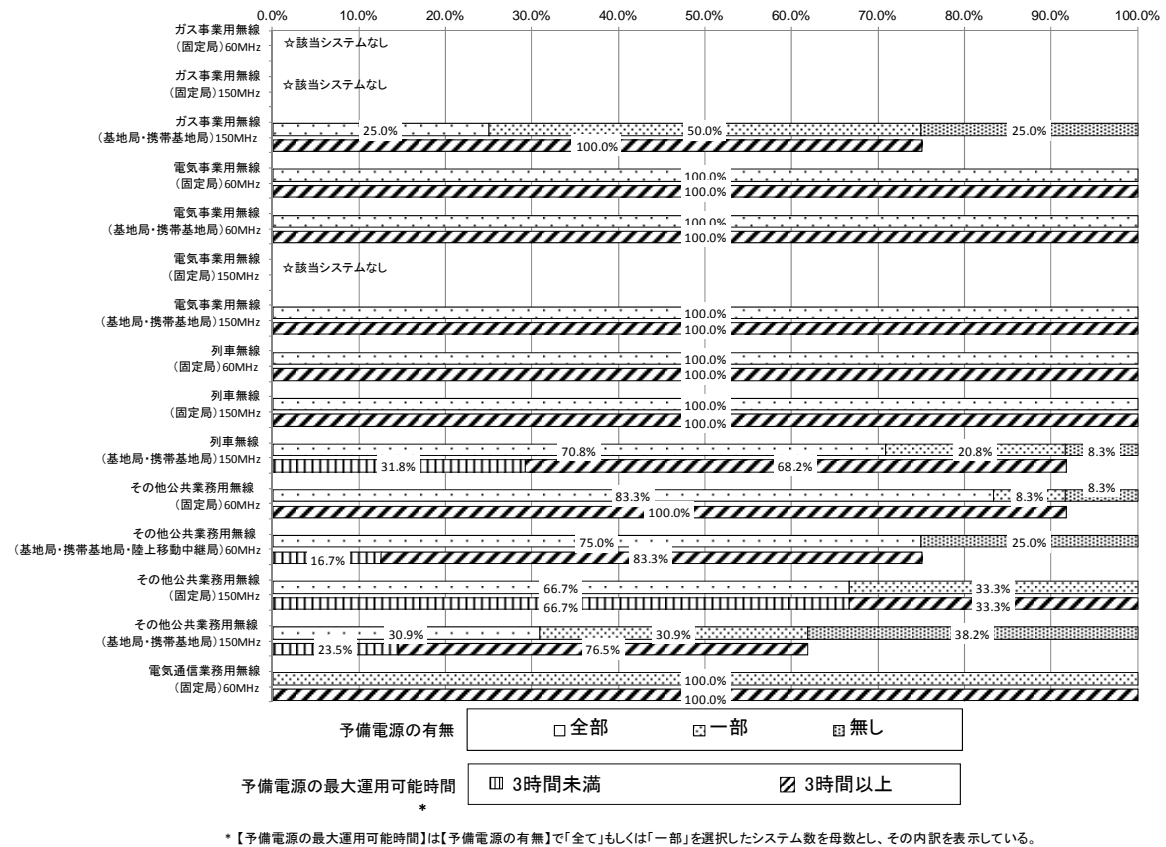 0.0% 10.0% 20.0% 30.0% 40.0% 50.0% 60.0% 70.0% 80.0% 90.0% 100.0%
ガス事業用無線
(固定局)60MHz
☆該当システムなし
ガス事業用無線
(固定局)150MHz
☆該当システムなし
ガス事業用無線
(基地局・携帯基地局)150MHz
25.0% 50.0% 25.0%
100.0%
電気事業用無線
(固定局)60MHz
100.0%
100.0%
電気事業用無線
(基地局・携帯基地局)60MHz
100.0%
100.0%
電気事業用無線
(固定局)150MHz
☆該当システムなし
電気事業用無線
(基地局・携帯基地局)150MHz
100.0%
100.0%
列車無線
(固定局)60MHz
100.0%
100.0%
列車無線
(固定局)150MHz
100.0%
100.0%
列車無線
(基地局・携帯基地局)150MHz
70.8% 20.8% 8.3%
31.8% 68.2%
その他公共業務用無線
(固定局)60MHz
83.3% 8.3% 8.3%
100.0%
その他公共業務用無線
(基地局・携帯基地局・陸上移動中継局)60MHz
75.0% 25.0%
16.7% 83.3%
その他公共業務用無線
(固定局)150MHz
66.7% 33.3%
66.7% 33.3%
その他公共業務用無線
(基地局・携帯基地局)150MHz
30.9% 30.9% 38.2%
23.5% 76.5%
電気通信業務用無線
(固定局)60MHz
100.0%
100.0%
予備電源の有無 全部 一部 無し
予備電源の最大運用可能時間 3時間未満 3時間以上
*
* 【予備電源の最大運用可能時間】は【予備電源の有無】で「全て」もしくは「一部」を選択したシステム数を母数とし、その内訳を表示している。